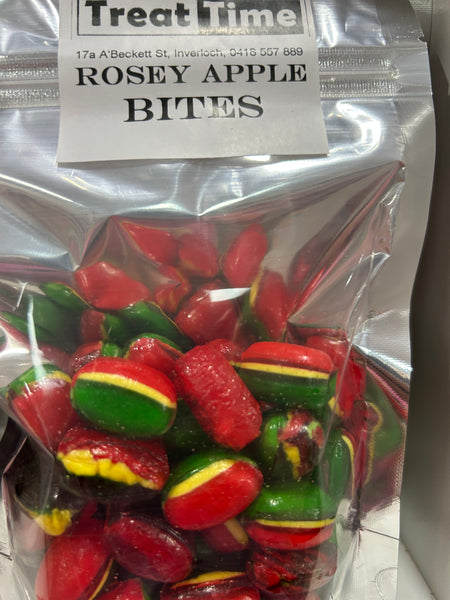 Treat Time
17a A'Beckett St, Inverloch, 0418 557 889
ROSEY APPLE
BITES